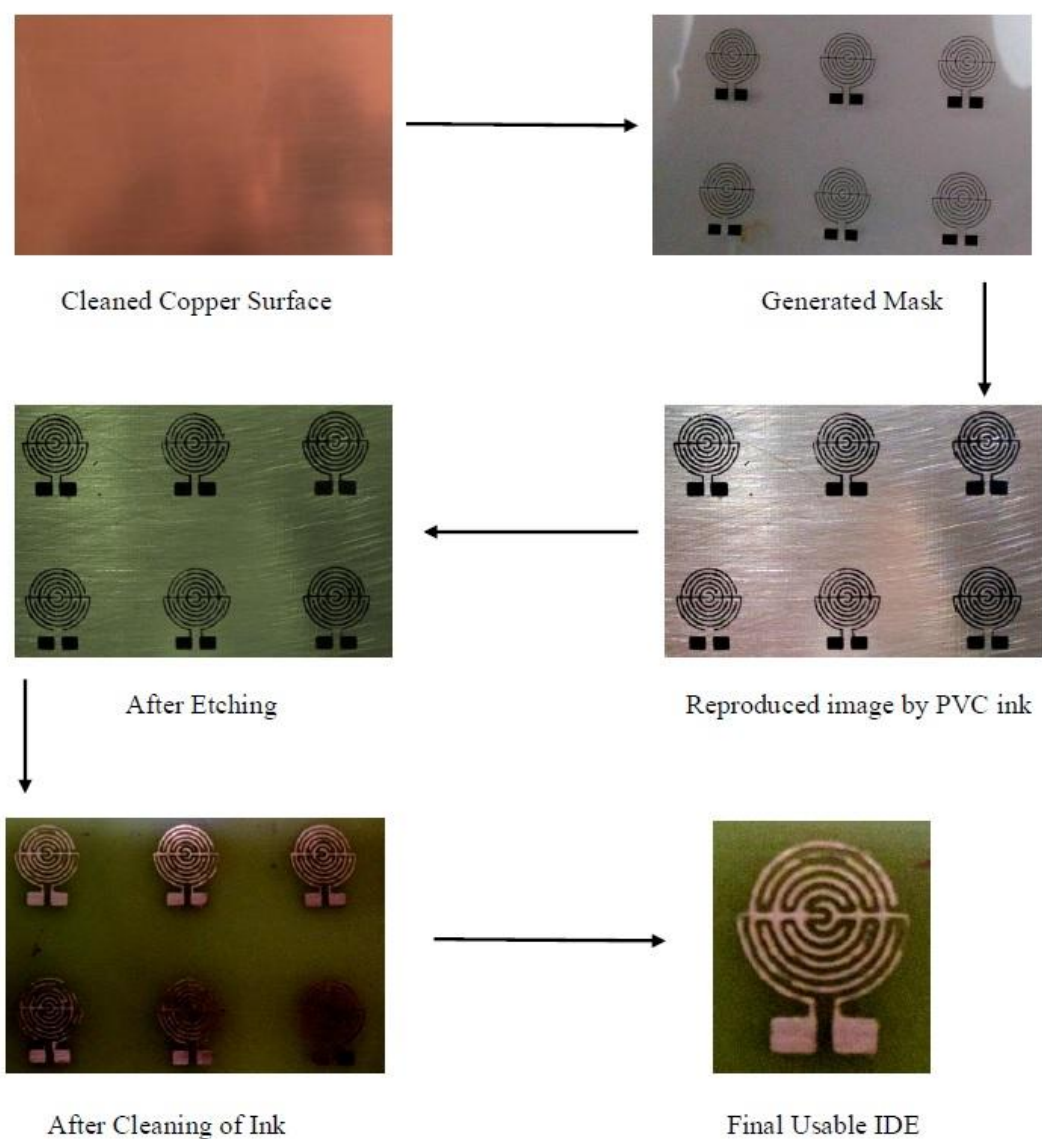 Cleaned Copper Surface
Generated Mask
After Etching
Reproduced image by PVC ink
After Cleaning of Ink
Final Usable IDE